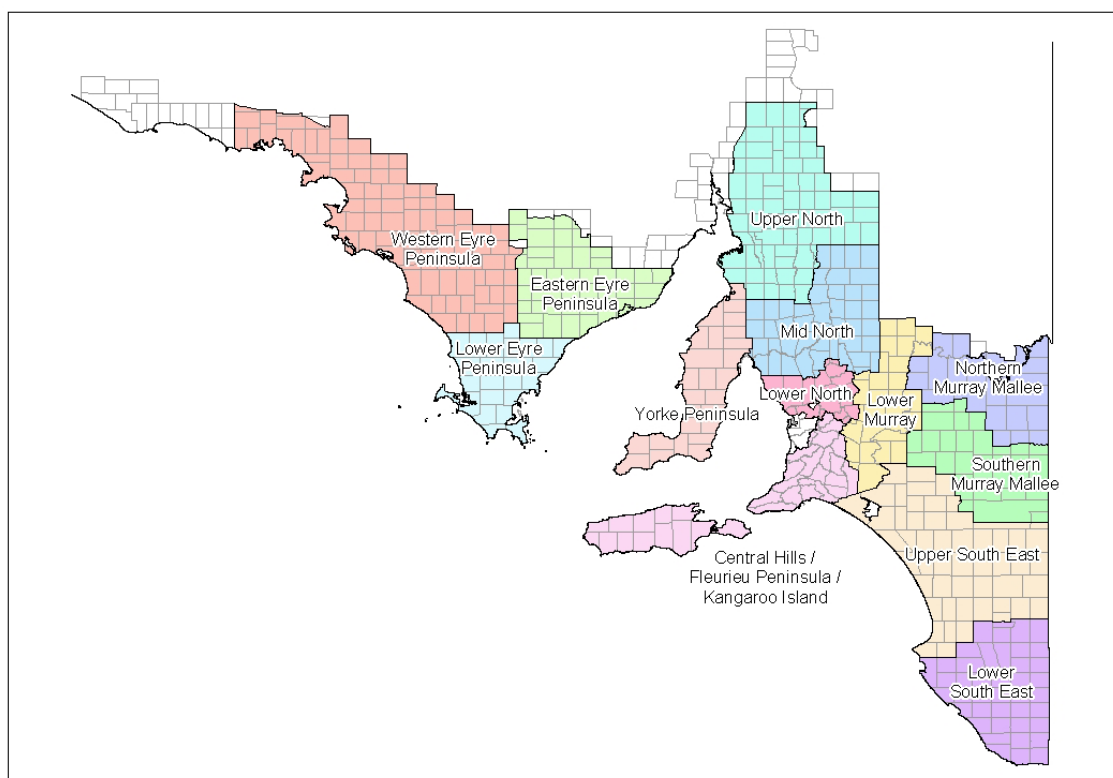 Upper North
Western Eyre
Peninsula
Eastern Eyre
Peninsula
Mid North
Lower Eyre
Peninsula
Northern
Murray Mallee
Lower North
Lower
Murray
Yorke Peninsula
Southern
Murray Mallee
Upper South East
Central Hills /
Fleurieu Peninsula /
Kangaroo Island
Lower
South East